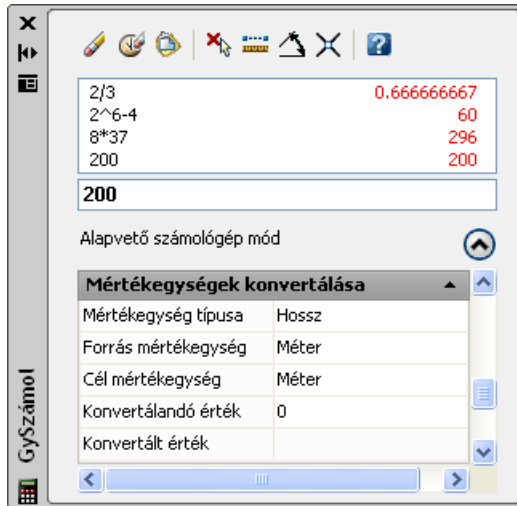 2/3 0.666666667
2^6-4 60
8*37 296
200 200
200
Alapvető számológép mód
Mértékegységek konvertálása
Mértékegység típusa Hossz
Forrás mértékegység Méter
Cél mértékegység Méter
Konvertálandó érték 0
Konvertált érték
GySzámol